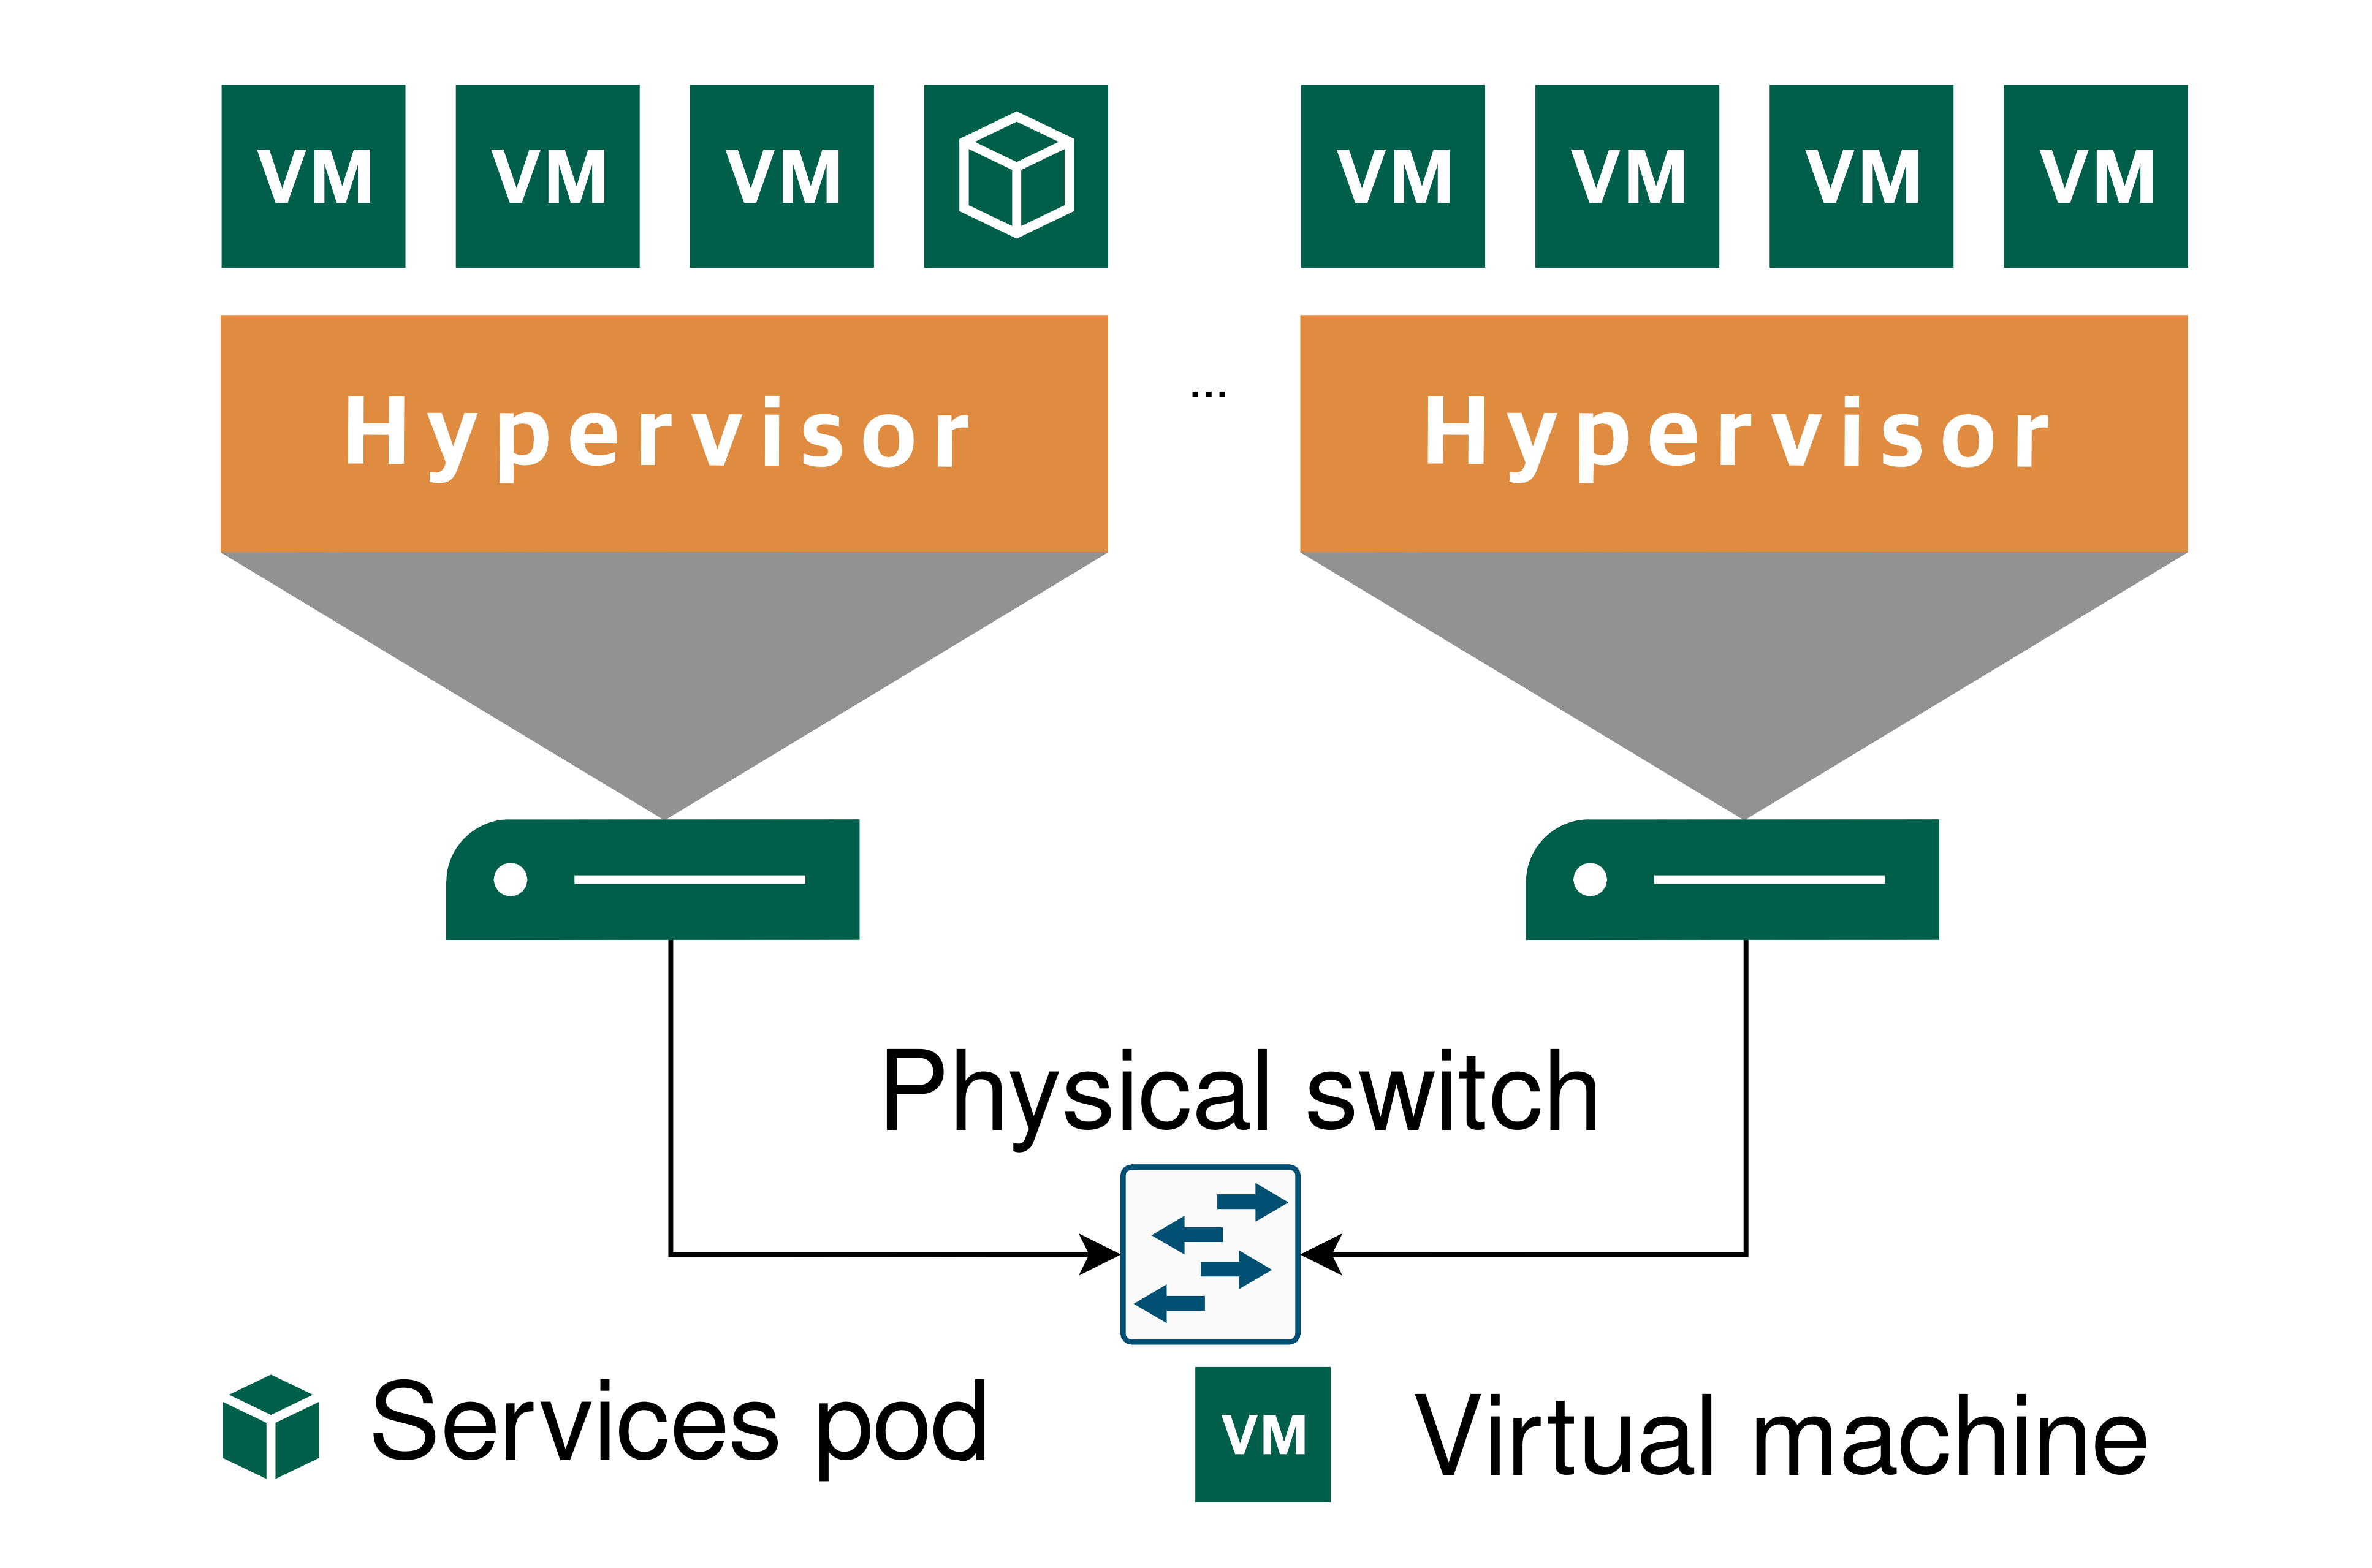 VM VM VM VM VM VM VM
Hypervisor ... Hypervisor
Physical switch
Services pod VM Virtual machine